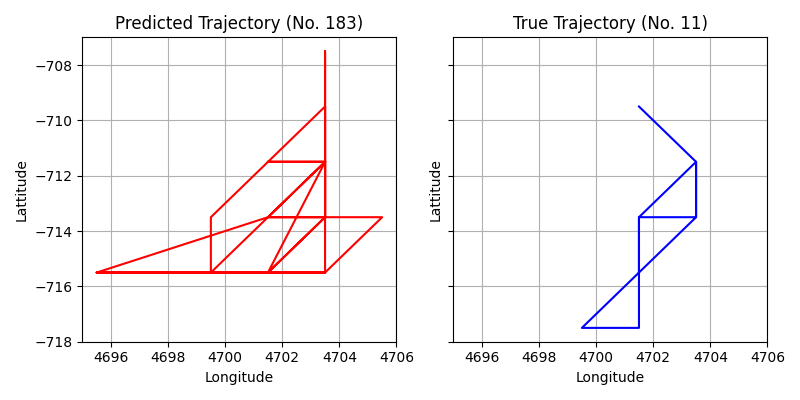 Predicted Trajectory (No. 183)
True Trajectory (No. 11)
Lattitude
−708
−710
−712
−714
−716
−718
4696 4698 4700 4702 4704 4706
Longitude
Lattitude
4696 4698 4700 4702 4704 4706
Longitude